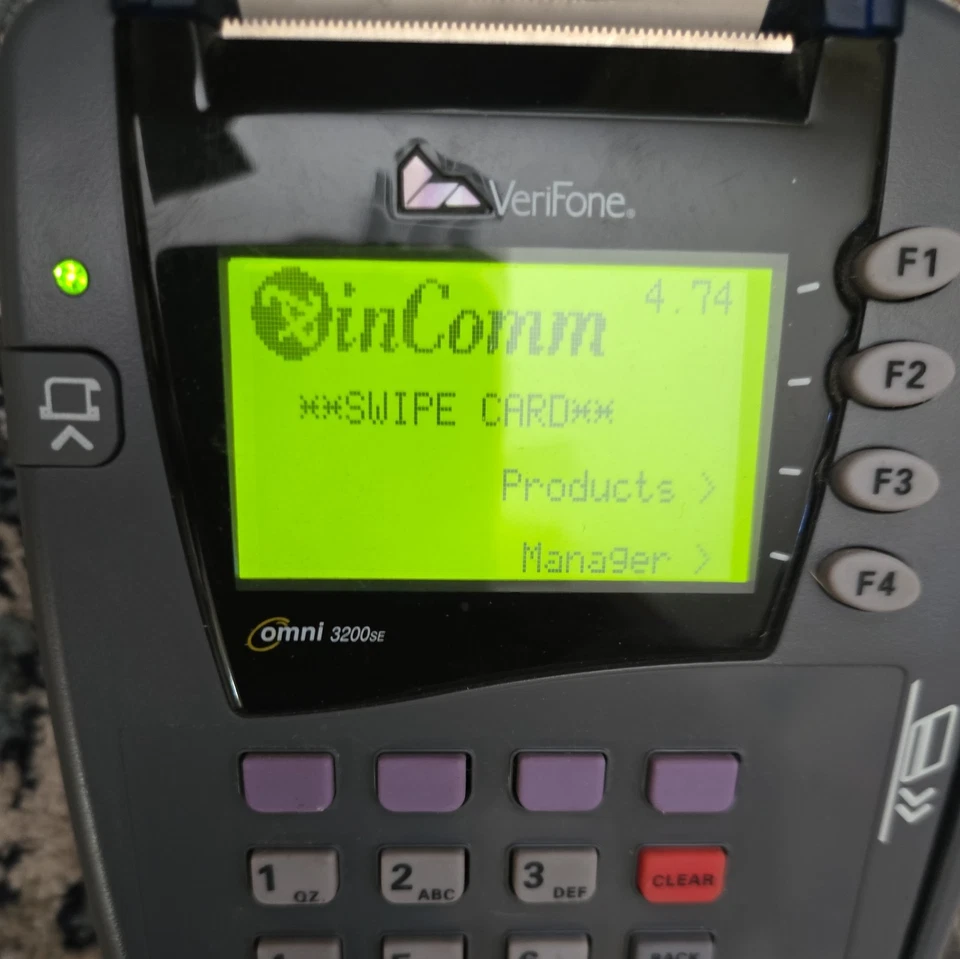 VeriFone®
inComm 4.74
**SWIPE CARD**
Products >
Manager >
F1
F2
F3
F4
omni 3200SE
1 QZ.
2 ABC
3 DEF
CLEAR